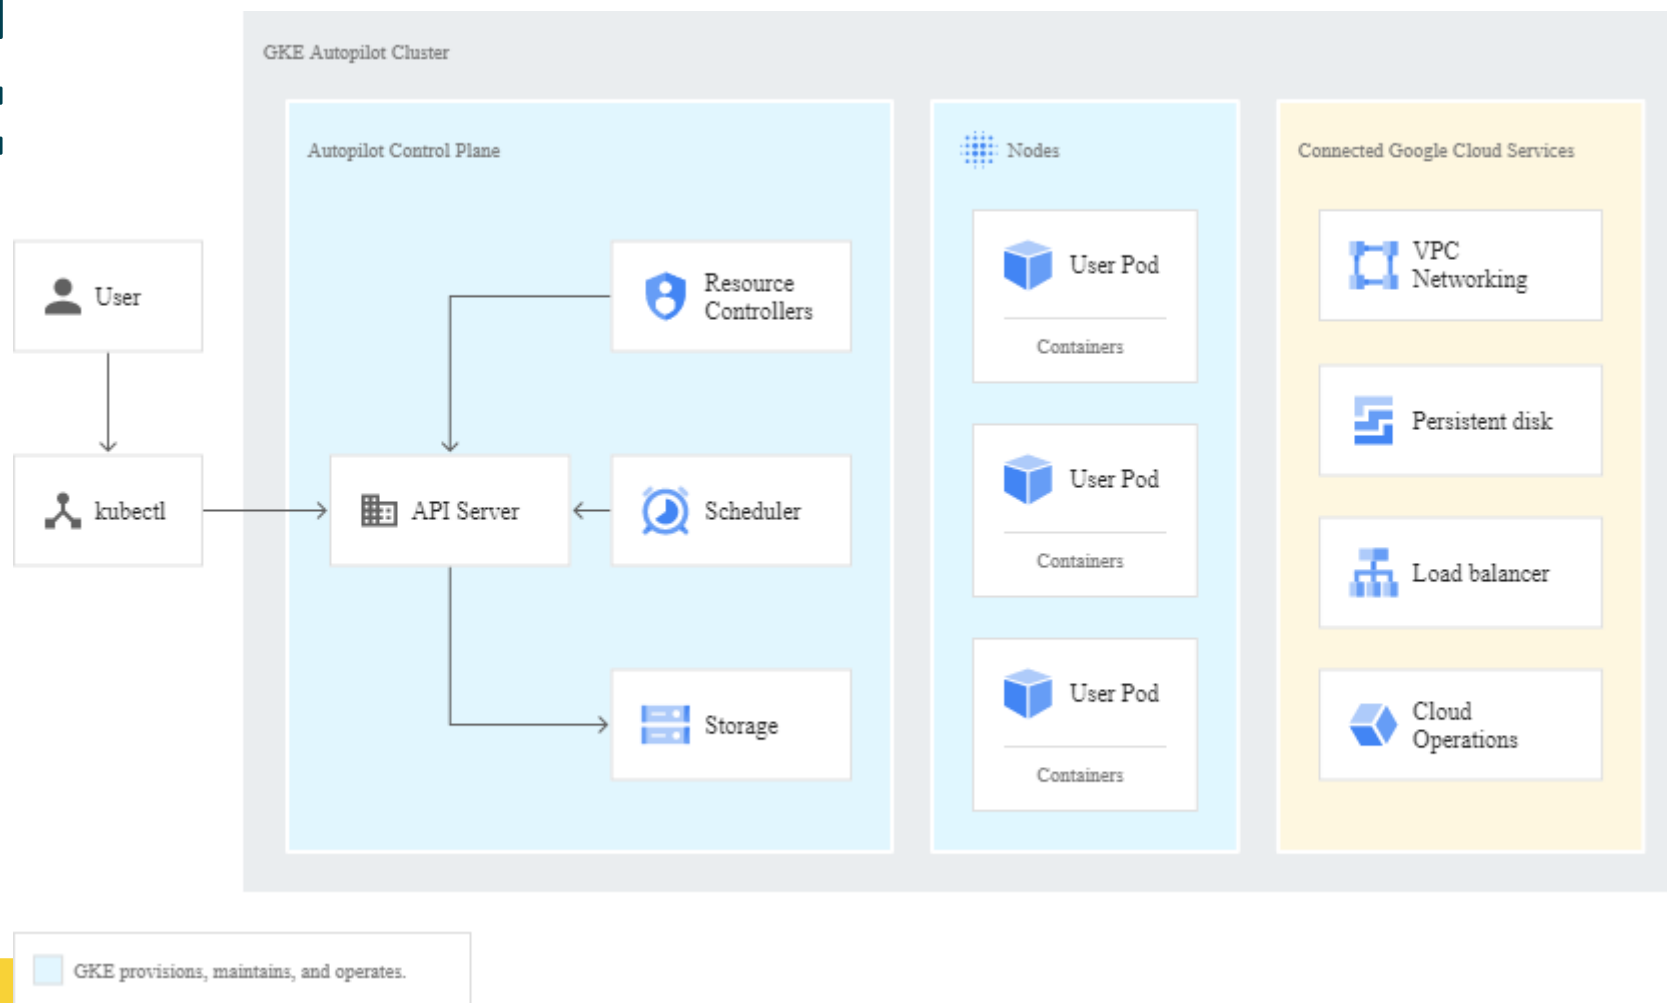 GKE Autopilot Cluster
Autopilot Control Plane
Nodes
Connected Google Cloud Services
User
kubectl
API Server
Resource
Controllers
Scheduler
Storage
User Pod
Containers
User Pod
Containers
User Pod
Containers
VPC
Networking
Persistent disk
Load balancer
Cloud
Operations
GKE provisions, maintains, and operates.